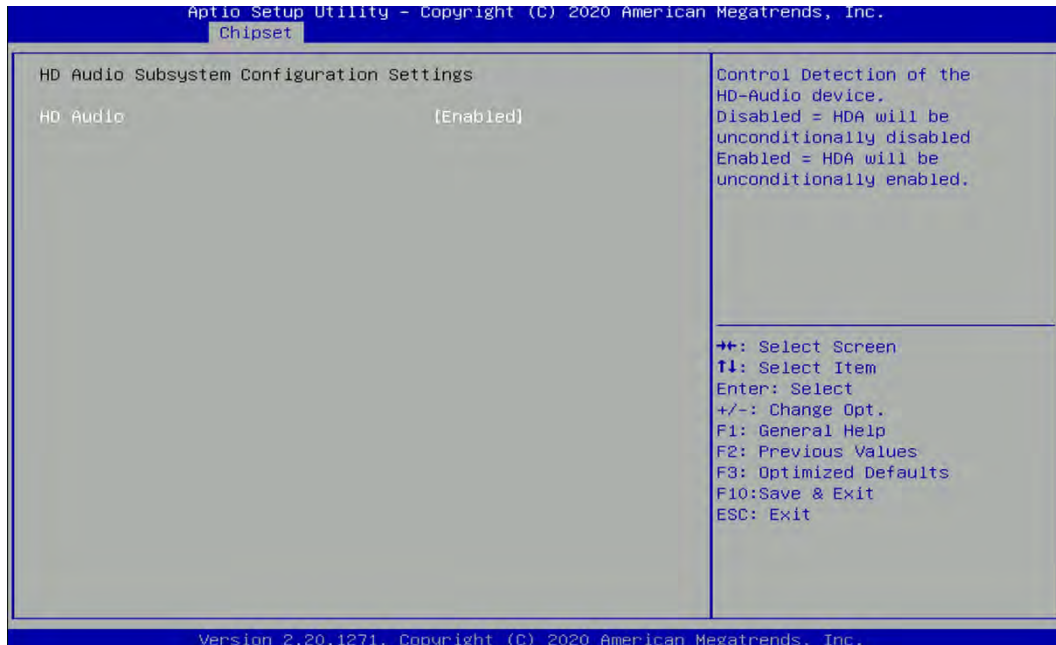 Aptio Setup Utility – Copyright (C) 2020 American Megatrends, Inc.
Chipset
HD Audio Subsystem Configuration Settings
HD Audio [Enabled]
Control Detection of the
HD-Audio device.
Disabled = HDA will be
unconditionally disabled
Enabled = HDA will be
unconditionally enabled.
→←: Select Screen
↑↓: Select Item
Enter: Select
+/-: Change Opt.
F1: General Help
F2: Previous Values
F3: Optimized Defaults
F10:Save & Exit
ESC: Exit
Version 2.20.1271. Copyright (C) 2020 American Megatrends, Inc.